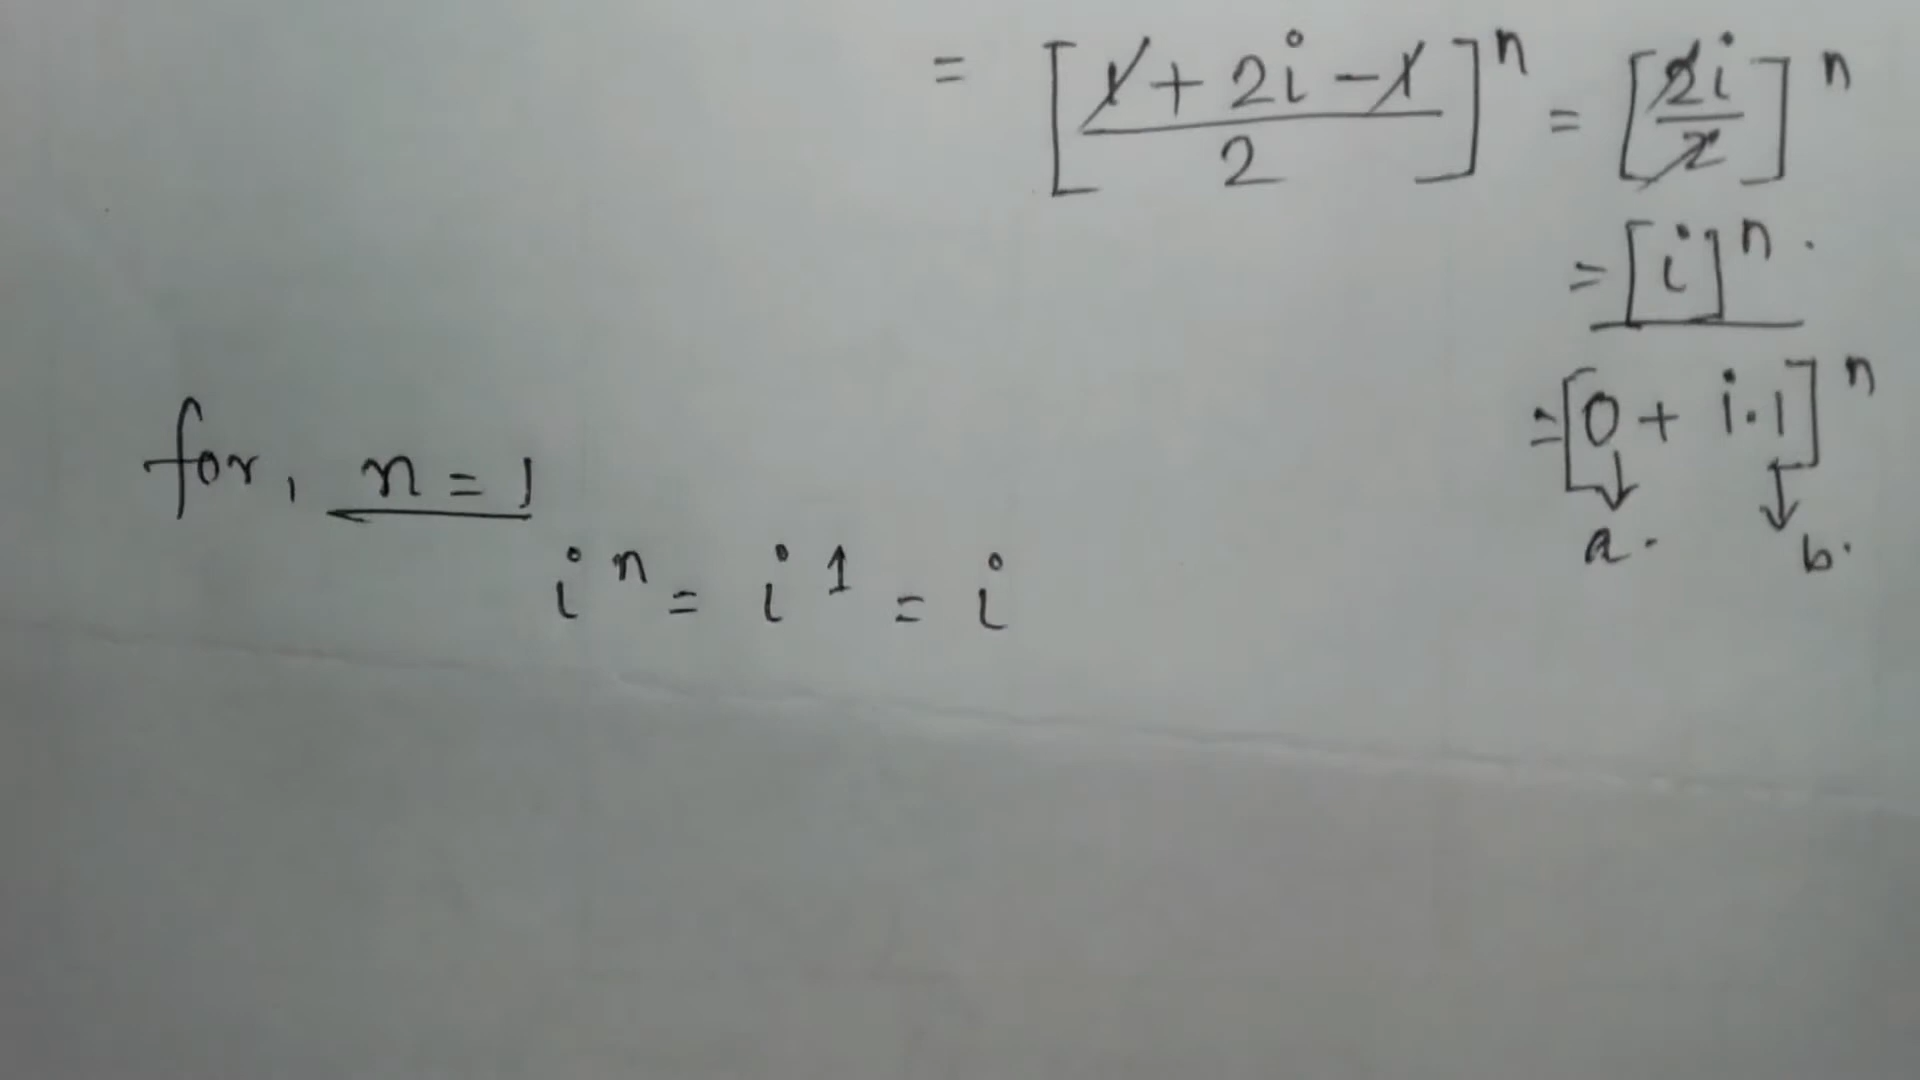 = [1 + 2i - 1 / 2]^n = [2i / 2]^n
= [i]^n .
= [0 + i.1]^n
a . b .
for, n = 1
i^n = i^1 = i